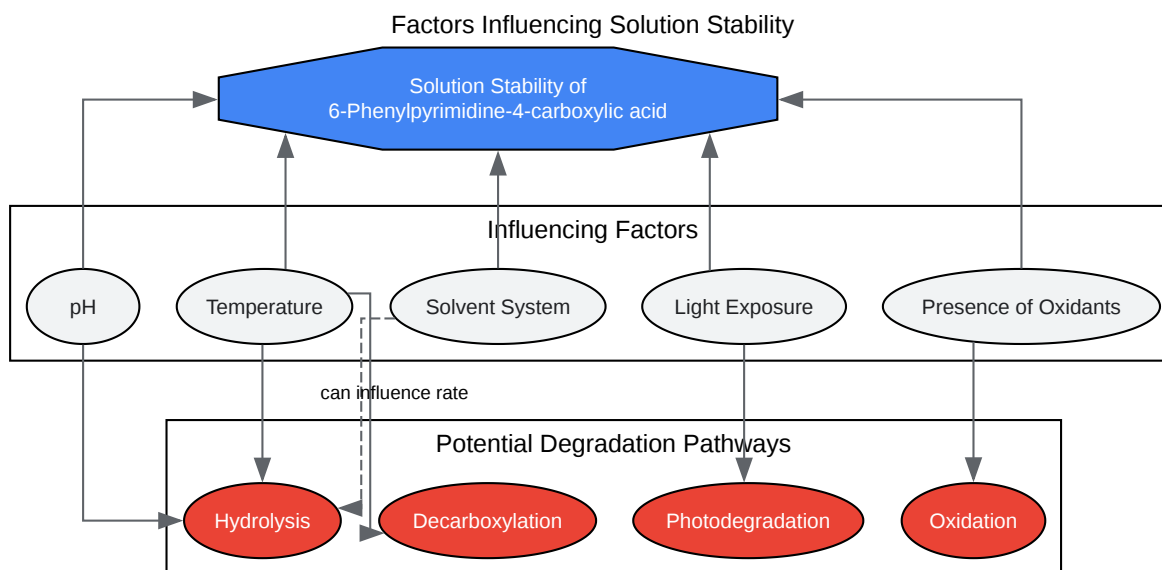 Factors Influencing Solution Stability
Solution Stability of
6-Phenylpyrimidine-4-carboxylic acid
Influencing Factors
pH
Temperature
Solvent System
Light Exposure
Presence of Oxidants
can influence rate
Potential Degradation Pathways
Hydrolysis
Decarboxylation
Photodegradation
Oxidation